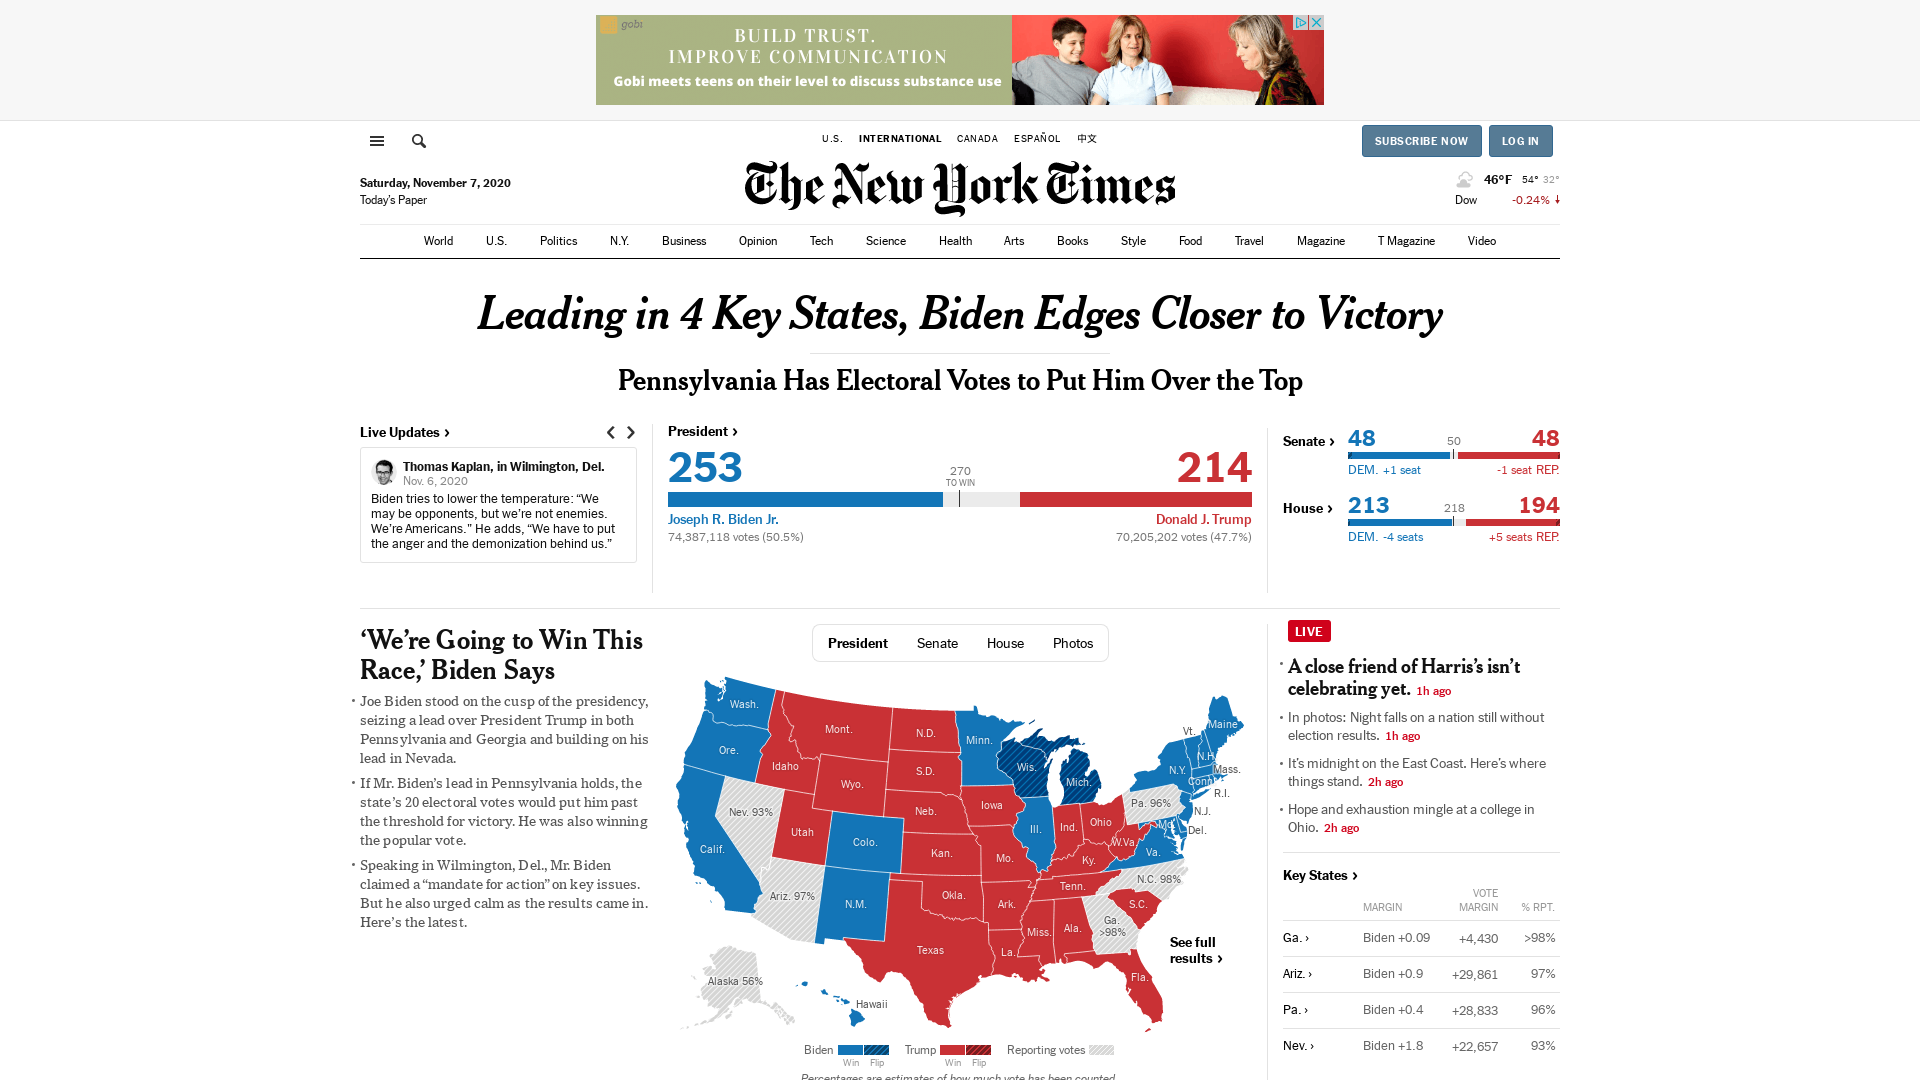 gobi
BUILD TRUST.
IMPROVE COMMUNICATION
Gobi meets teens on their level to discuss substance use
U.S. INTERNATIONAL CANADA ESPAÑOL 中文
SUBSCRIBE NOW LOG IN
The New York Times
Saturday, November 7, 2020
Today's Paper
46°F 54° 32°
Dow -0.24%
World U.S. Politics N.Y. Business Opinion Tech Science Health Arts Books Style Food Travel Magazine T Magazine Video
Leading in 4 Key States, Biden Edges Closer to Victory
Pennsylvania Has Electoral Votes to Put Him Over the Top
Live Updates ›
Thomas Kaplan, in Wilmington, Del.
Nov. 6, 2020
Biden tries to lower the temperature: “We
may be opponents, but we’re not enemies.
We’re Americans.” He adds, “We have to put
the anger and the demonization behind us.”
President ›
253 270 214
TO WIN
Joseph R. Biden Jr. Donald J. Trump
74,387,118 votes (50.5%) 70,205,202 votes (47.7%)
Senate › 48 50 48
DEM. +1 seat -1 seat REP.
House › 213 218 194
DEM. -4 seats +5 seats REP.
‘We’re Going to Win This
Race,’ Biden Says
• Joe Biden stood on the cusp of the presidency,
seizing a lead over President Trump in both
Pennsylvania and Georgia and building on his
lead in Nevada.
• If Mr. Biden’s lead in Pennsylvania holds, the
state’s 20 electoral votes would put him past
the threshold for victory. He was also winning
the popular vote.
• Speaking in Wilmington, Del., Mr. Biden
claimed a “mandate for action” on key issues.
But he also urged calm as the results came in.
Here’s the latest.
President Senate House Photos
Wash.
Mont.
N.D.
Minn.
Vt.
Maine
Ore.
Idaho
S.D.
Wis.
Mich.
N.Y.
N.H.
Mass.
Wyo.
Conn.
R.I.
Nev. 93%
Neb.
Iowa
Pa. 96%
N.J.
Utah
Colo.
Ill.
Ind.
Ohio
Md.
Del.
Calif.
Kan.
Mo.
Ky.
W.Va.
Va.
Ariz. 97%
N.M.
Okla.
Ark.
Tenn.
N.C. 98%
S.C.
Texas
La.
Miss.
Ala.
Ga.
>98%
Fla.
Alaska 56%
Hawaii
See full
results ›
Biden Trump Reporting votes
Win Flip Win Flip
Percentages are estimates of how much vote has been counted
LIVE
• A close friend of Harris’s isn’t
celebrating yet. 1h ago
• In photos: Night falls on a nation still without
election results. 1h ago
• It’s midnight on the East Coast. Here’s where
things stand. 2h ago
• Hope and exhaustion mingle at a college in
Ohio. 2h ago
Key States ›
VOTE
MARGIN MARGIN % RPT.
Ga. › Biden +0.09 +4,430 >98%
Ariz. › Biden +0.9 +29,861 97%
Pa. › Biden +0.4 +28,833 96%
Nev. › Biden +1.8 +22,657 93%